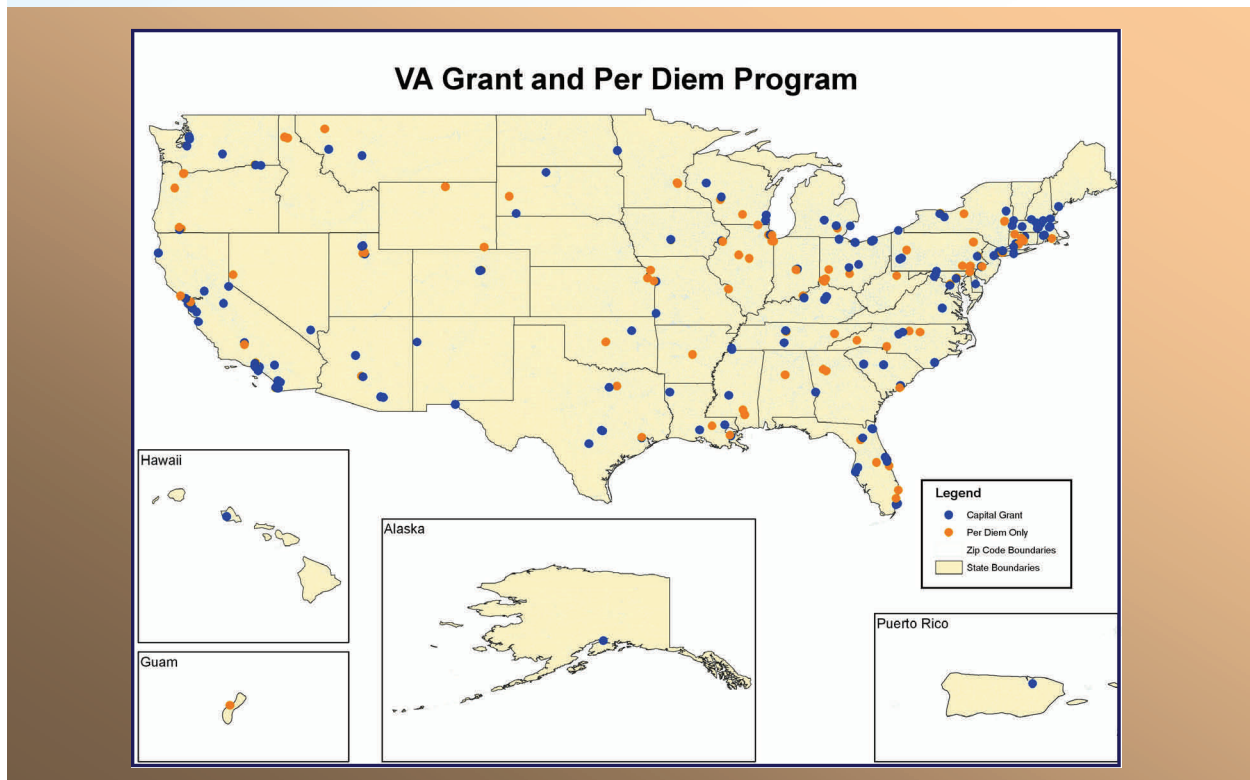 VA Grant and Per Diem Program
Hawaii
Legend
Capital Grant
Per Diem Only
Zip Code Boundaries
State Boundaries
Alaska
Puerto Rico
Guam